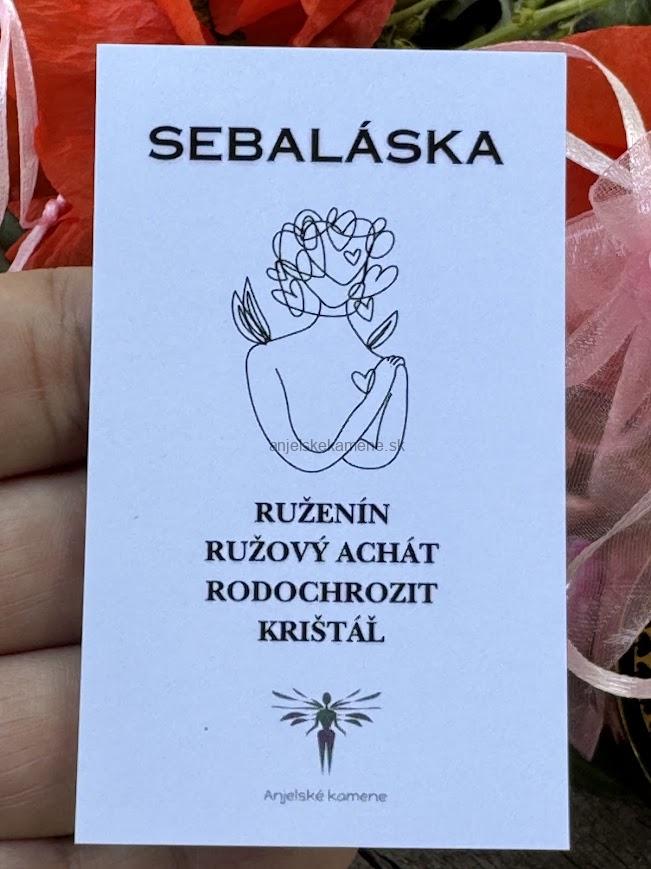 SEBALÁSKA
anjelskekamene.sk
RUŽENÍN
RUŽOVÝ ACHÁT
RODOCHROZIT
KRIŠTÁĽ
Anjelské kamene